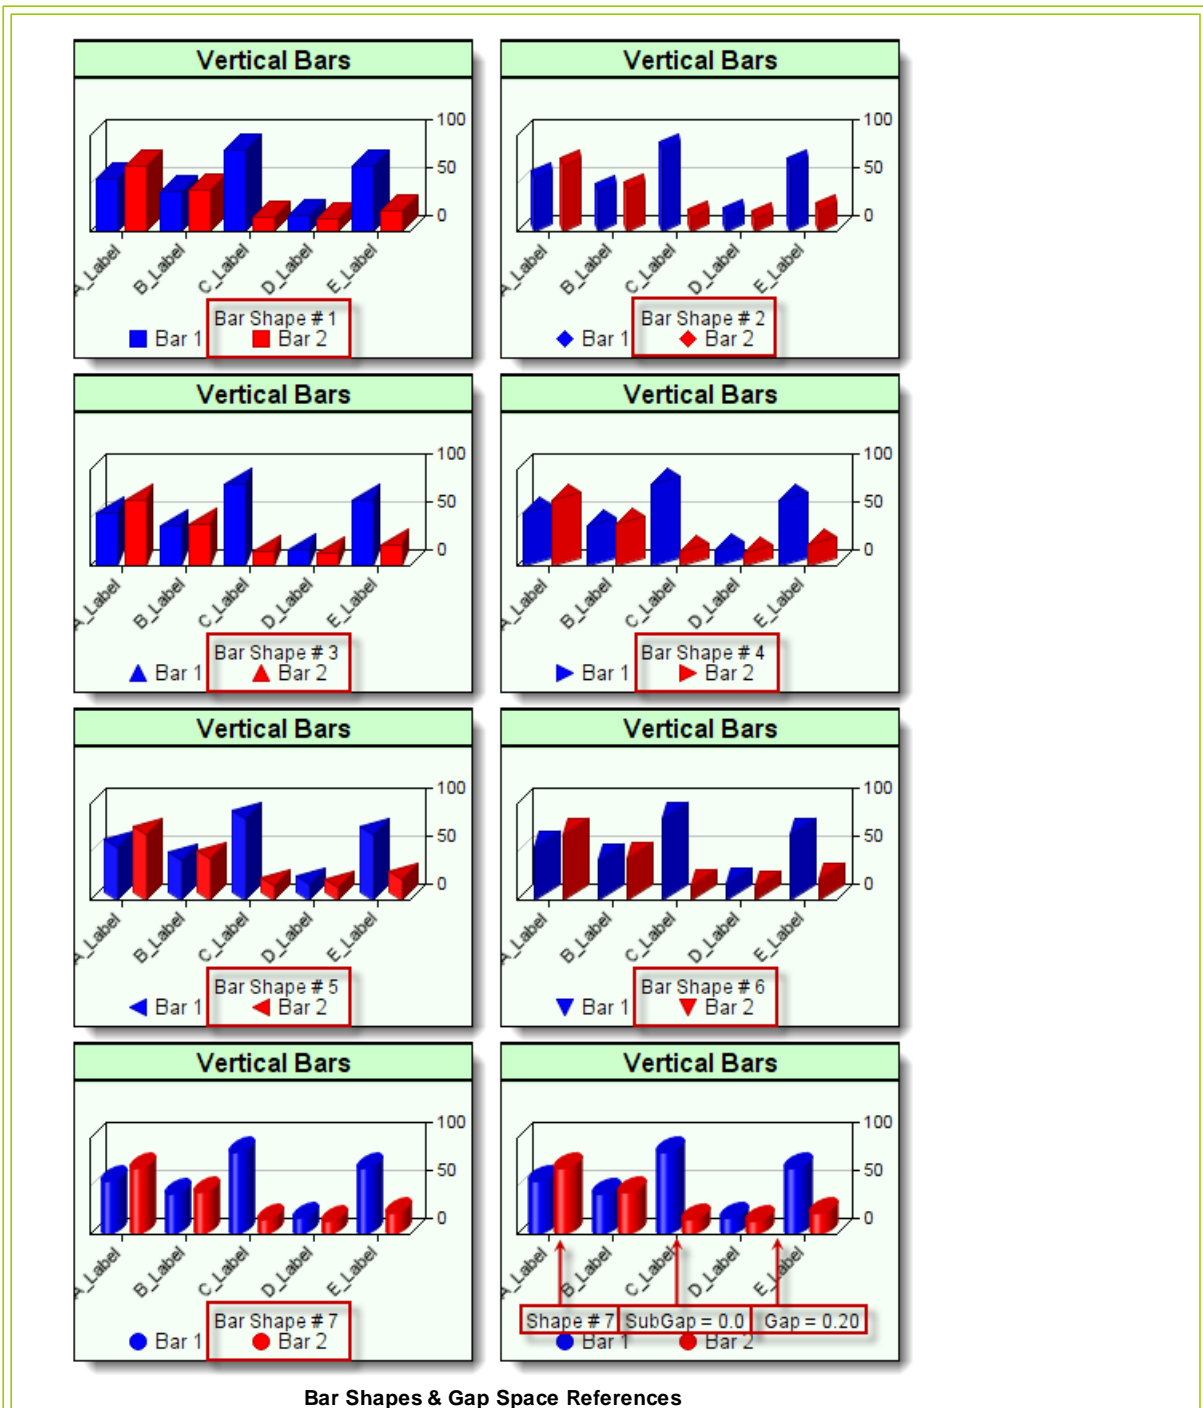 Vertical Bars
100
50
0
A_Label
B_Label
C_Label
D_Label
E_Label
Bar Shape # 1
Bar 1
Bar 2
Vertical Bars
100
50
0
A_Label
B_Label
C_Label
D_Label
E_Label
Bar Shape # 2
Bar 1
Bar 2
Vertical Bars
100
50
0
A_Label
B_Label
C_Label
D_Label
E_Label
Bar Shape # 3
Bar 1
Bar 2
Vertical Bars
100
50
0
A_Label
B_Label
C_Label
D_Label
E_Label
Bar Shape # 4
Bar 1
Bar 2
Vertical Bars
100
50
0
A_Label
B_Label
C_Label
D_Label
E_Label
Bar Shape # 5
Bar 1
Bar 2
Vertical Bars
100
50
0
A_Label
B_Label
C_Label
D_Label
E_Label
Bar Shape # 6
Bar 1
Bar 2
Vertical Bars
100
50
0
A_Label
B_Label
C_Label
D_Label
E_Label
Bar Shape # 7
Bar 1
Bar 2
Vertical Bars
100
50
0
A_Label
B_Label
C_Label
D_Label
E_Label
Shape # 7
SubGap = 0.0
Gap = 0.20
Bar 1
Bar 2
Bar Shapes & Gap Space References